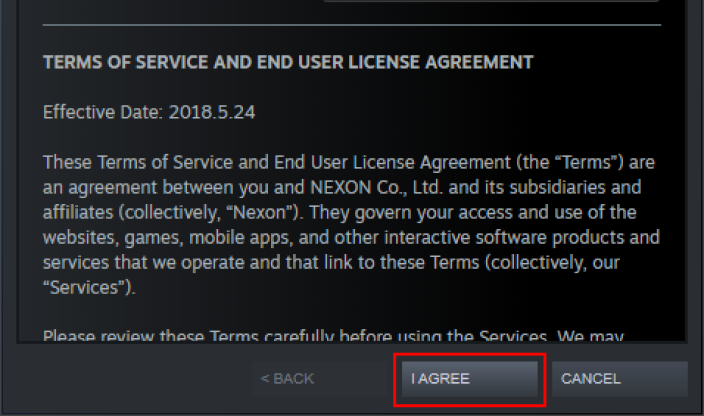 TERMS OF SERVICE AND END USER LICENSE AGREEMENT
Effective Date: 2018.5.24
These Terms of Service and End User License Agreement (the “Terms”) are
an agreement between you and NEXON Co., Ltd. and its subsidiaries and
affiliates (collectively, “Nexon”). They govern your access and use of the
websites, games, mobile apps, and other interactive software products and
services that we operate and that link to these Terms (collectively, our
“Services”).
Please review these Terms carefully before using the Services. We may
< BACK
I AGREE
CANCEL